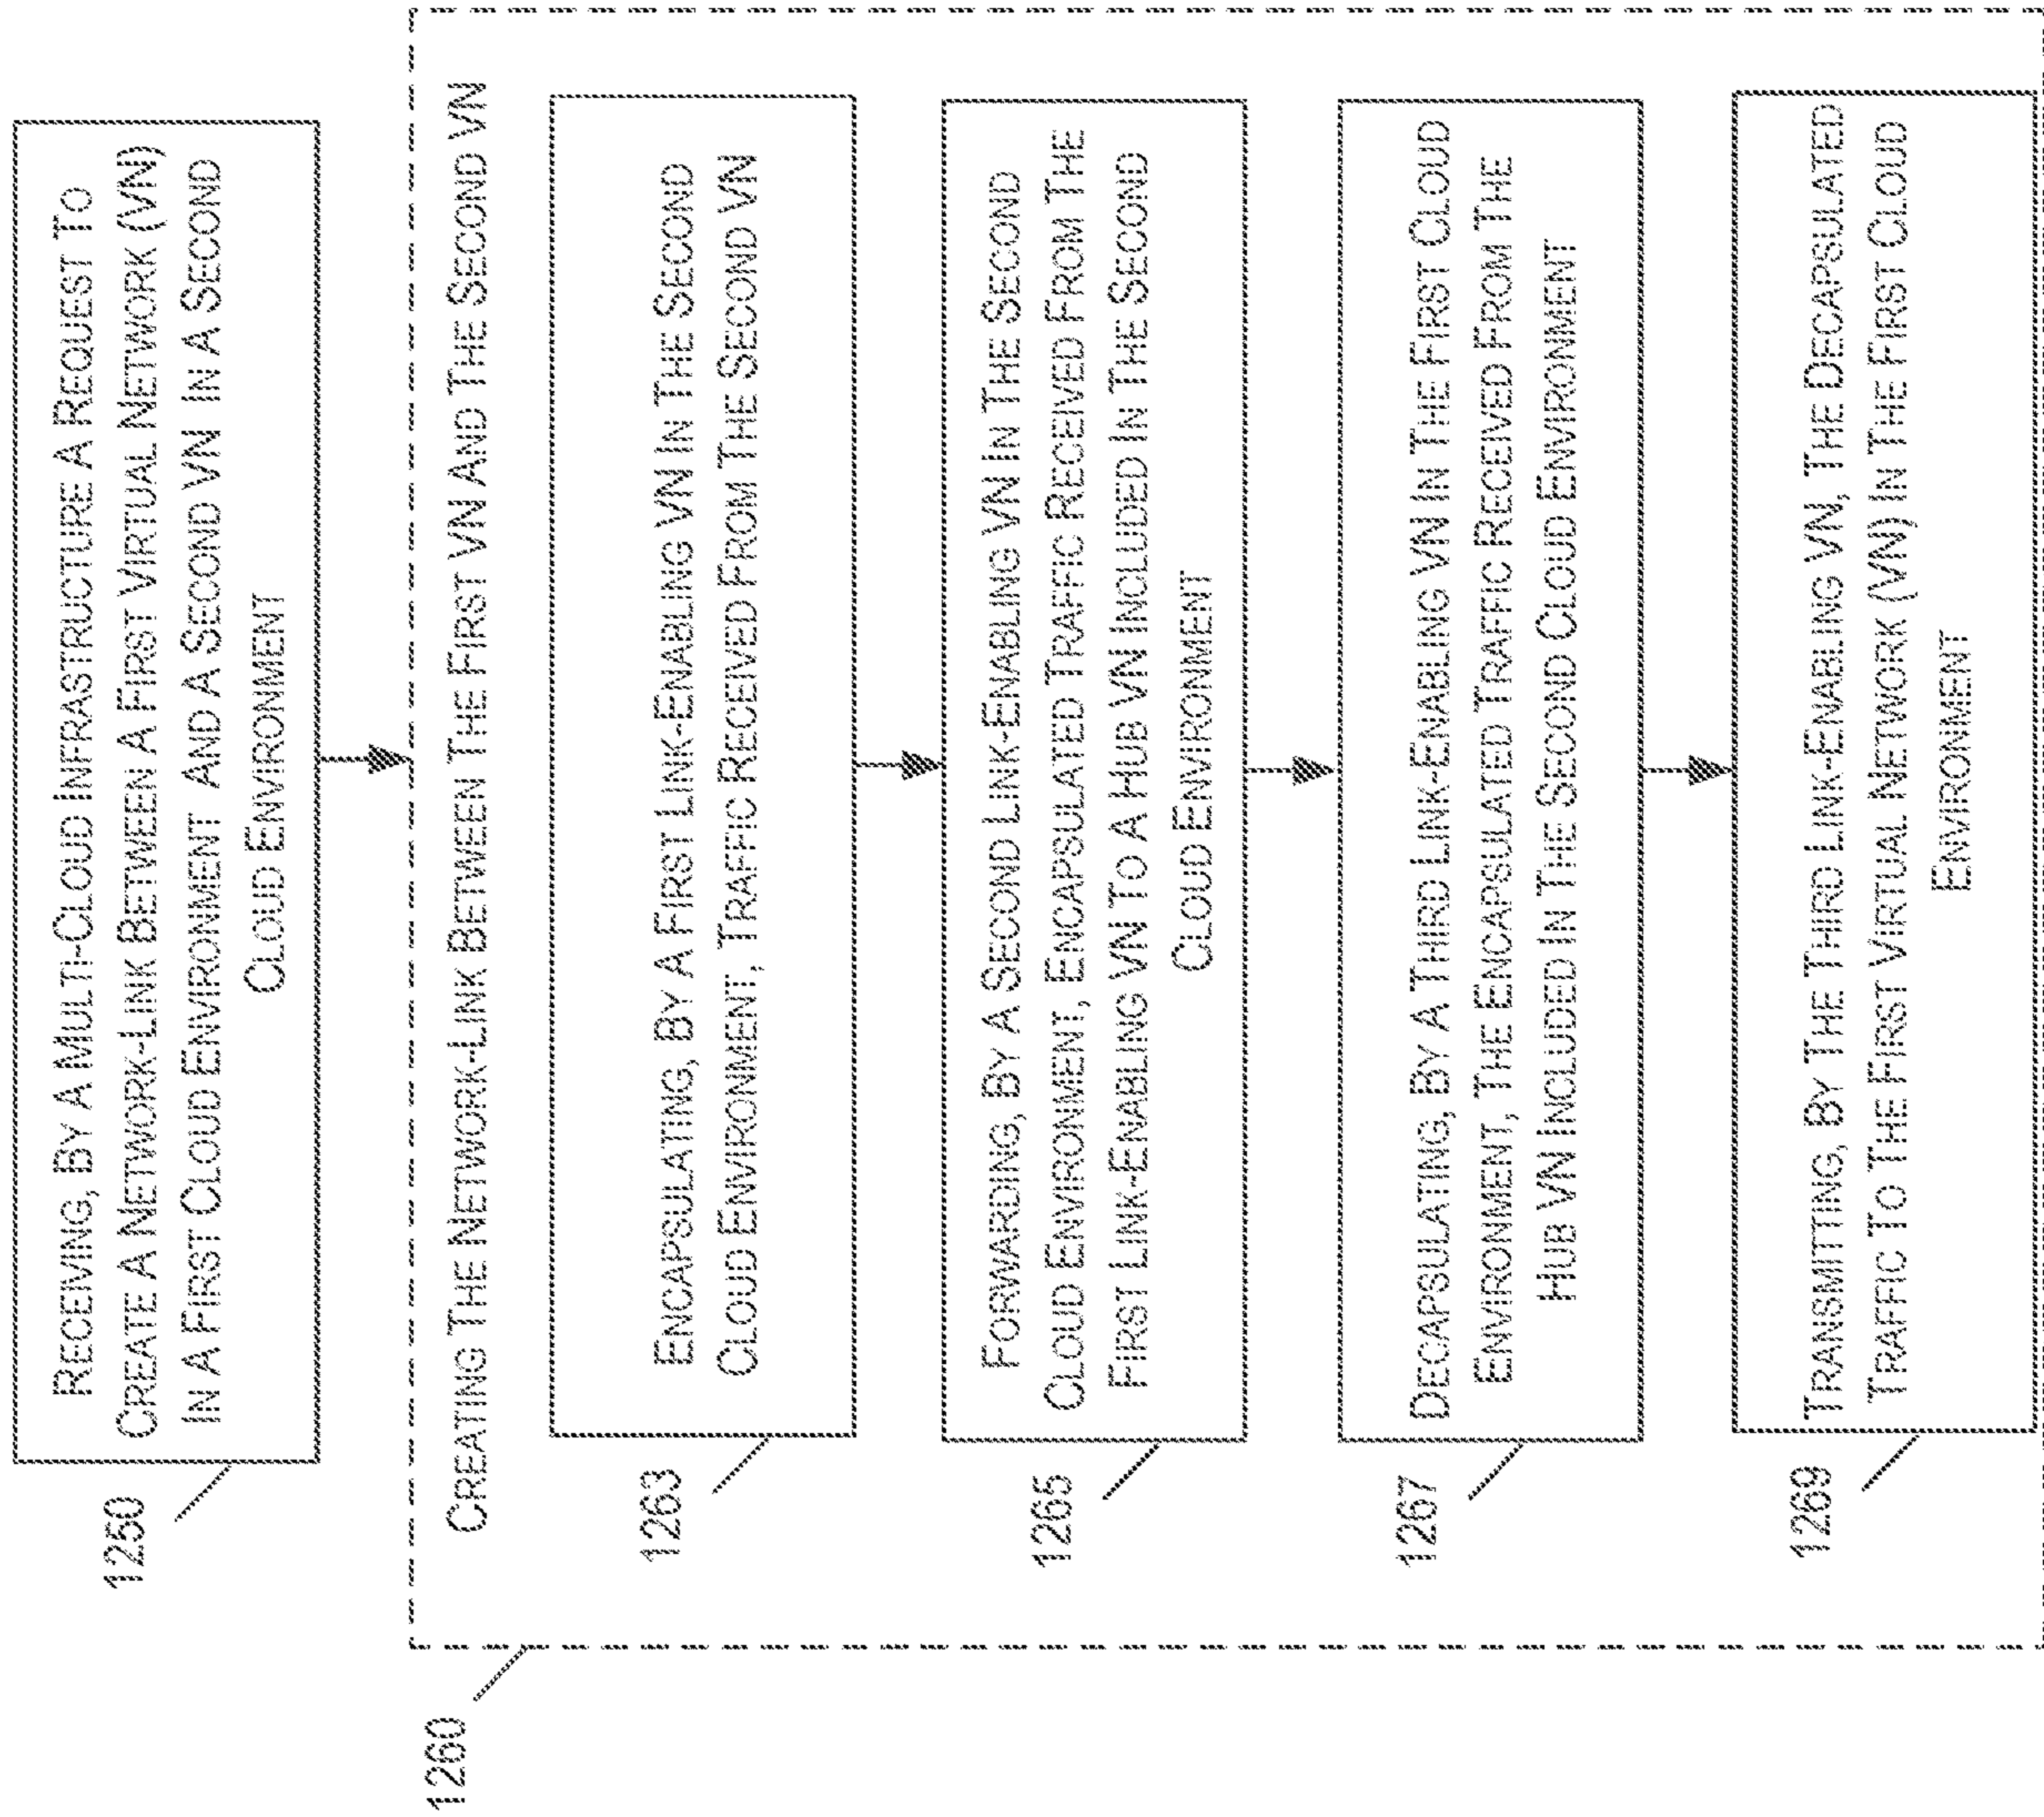 RECEIVING, BY A MULTI-CLOUD INFRASTRUCTURE A REQUEST TO
CREATE A NETWORK-LINK BETWEEN A FIRST VIRTUAL NETWORK (VN)
IN A FIRST CLOUD ENVIRONMENT AND A SECOND VN IN A SECOND
CLOUD ENVIRONMENT
1250
CREATING THE NETWORK-LINK BETWEEN THE FIRST VN AND THE SECOND VN
1260
ENCAPSULATING, BY A FIRST LINK-ENABLING VN IN THE SECOND
CLOUD ENVIRONMENT, TRAFFIC RECEIVED FROM THE SECOND VN
1263
FORWARDING, BY A SECOND LINK-ENABLING VN IN THE SECOND
CLOUD ENVIRONMENT, ENCAPSULATED TRAFFIC RECEIVED FROM THE
FIRST LINK-ENABLING VN TO A HUB VN INCLUDED IN THE SECOND
CLOUD ENVIRONMENT
1265
DECAPSULATING, BY A THIRD LINK-ENABLING VN IN THE FIRST CLOUD
ENVIRONMENT, THE ENCAPSULATED TRAFFIC RECEIVED FROM THE
HUB VN INCLUDED IN THE SECOND CLOUD ENVIRONMENT
1267
TRANSMITTING, BY THE THIRD LINK-ENABLING VN, THE DECAPSULATED
TRAFFIC TO THE FIRST VIRTUAL NETWORK (VN) IN THE FIRST CLOUD
ENVIRONMENT
1269